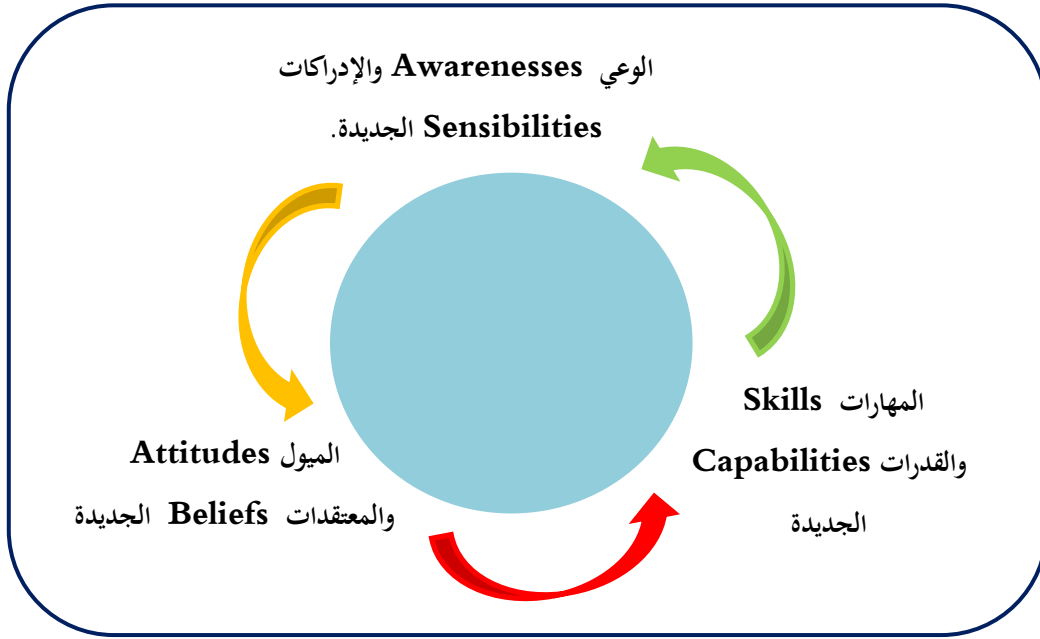 الوعي Awarenesses والإدراكات
Sensibilities الجديدة.
المهارات Skills
والقدرات Capabilities
الجديدة
الميول Attitudes
والمعتقدات Beliefs الجديدة